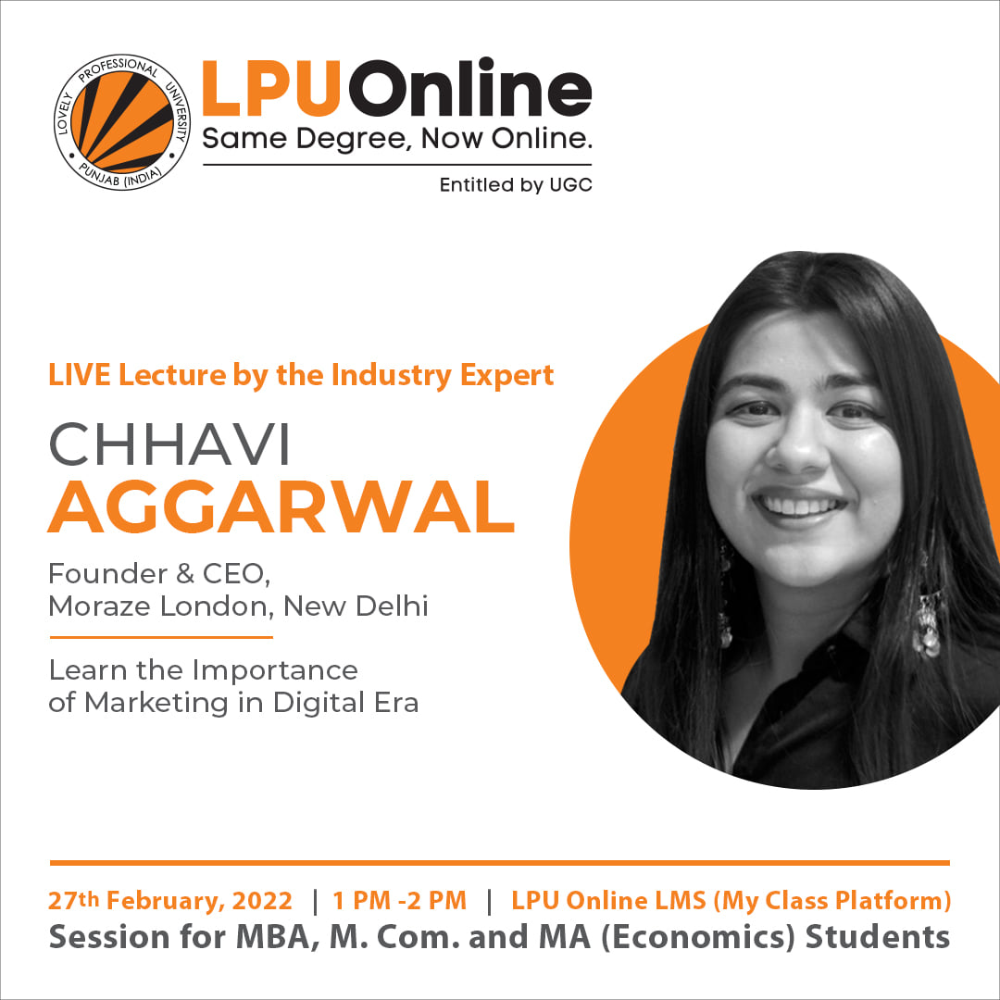 LOVELY PROFESSIONAL UNIVERSITY
PUNJAB (INDIA)
LPUOnline
Same Degree, Now Online.
Entitled by UGC
LIVE Lecture by the Industry Expert
CHHAVI
AGGARWAL
Founder & CEO,
Moraze London, New Delhi
Learn the Importance
of Marketing in Digital Era
27th February, 2022 | 1 PM -2 PM | LPU Online LMS (My Class Platform)
Session for MBA, M. Com. and MA (Economics) Students